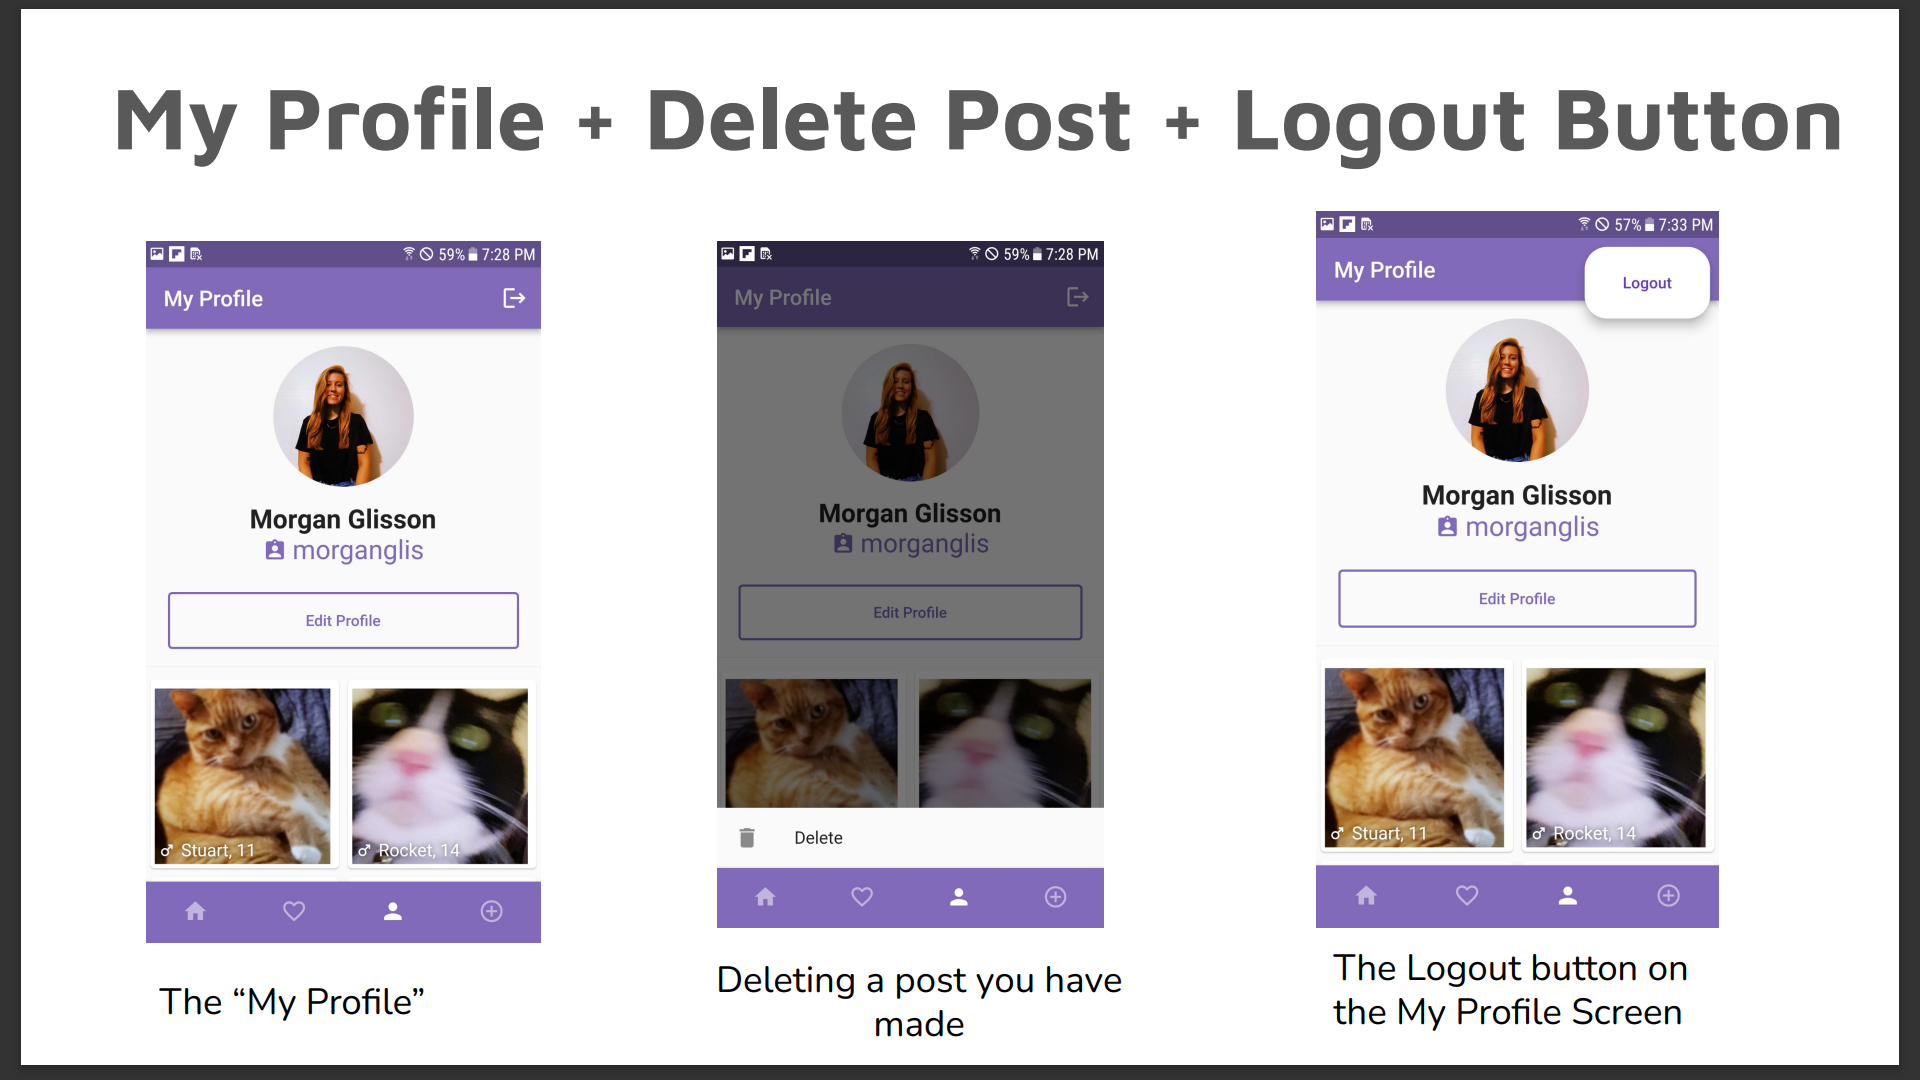 My Profile + Delete Post + Logout Button
59% 7:28 PM
My Profile
Morgan Glisson
morganglis
Edit Profile
Stuart, 11
Rocket, 14
The “My Profile”
59% 7:28 PM
My Profile
Morgan Glisson
morganglis
Edit Profile
Delete
Deleting a post you have
made
57% 7:33 PM
My Profile
Logout
Morgan Glisson
morganglis
Edit Profile
Stuart, 11
Rocket, 14
The Logout button on
the My Profile Screen